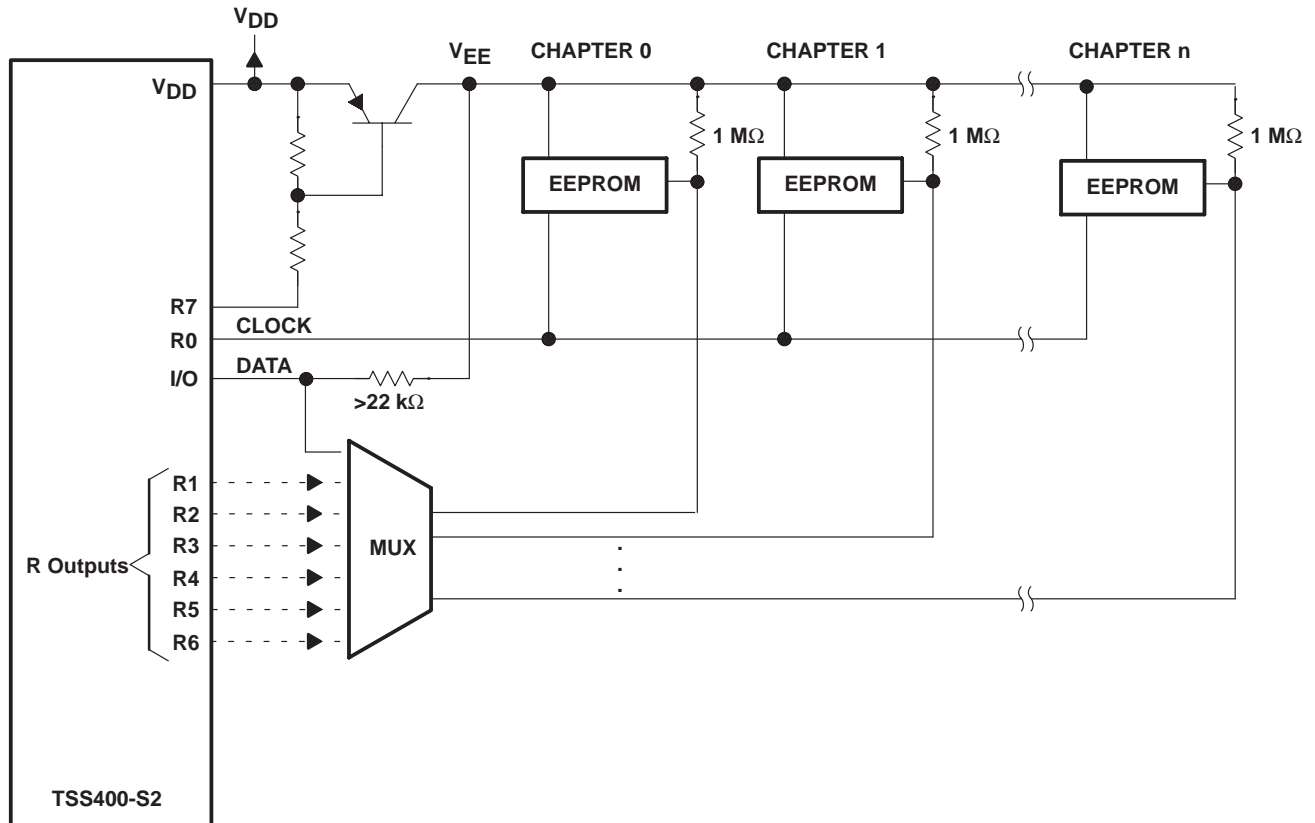 VDD
VDD
VEE
CHAPTER 0
CHAPTER 1
CHAPTER n
1 MΩ
1 MΩ
1 MΩ
EEPROM
EEPROM
EEPROM
R7
R0
CLOCK
I/O
DATA
>22 kΩ
R1
R2
R3
R4
R5
R6
R Outputs
MUX
TSS400-S2